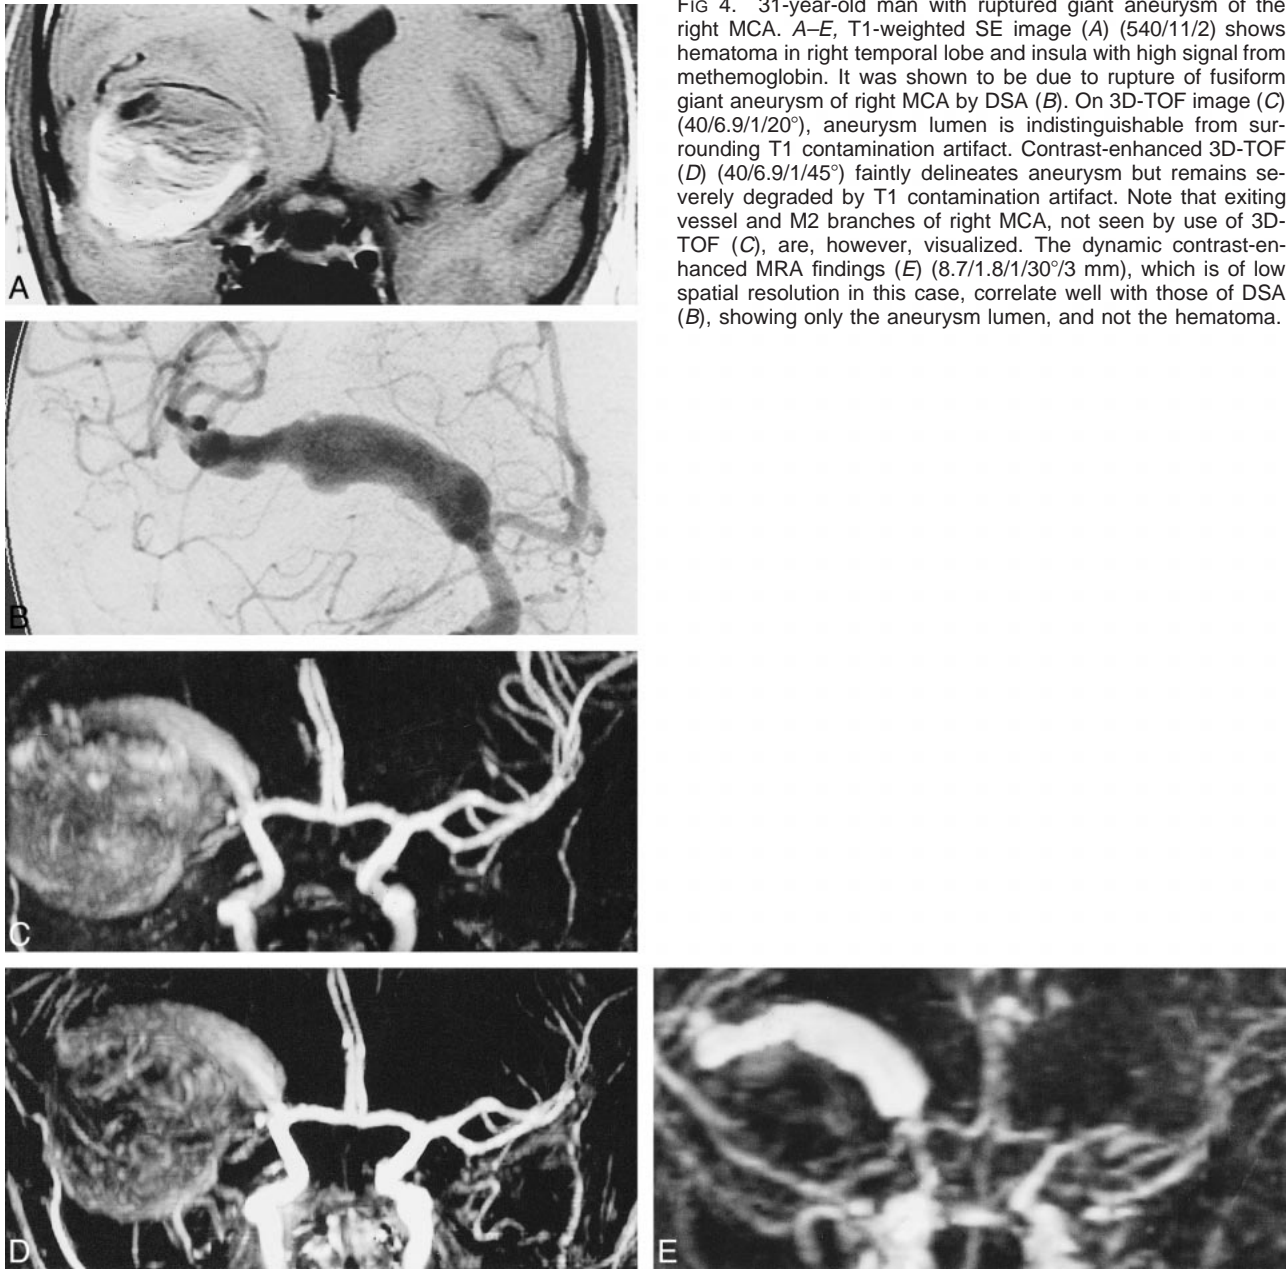 FIG 4. 31-year-old man with ruptured giant aneurysm of the
right MCA. A–E, T1-weighted SE image (A) (540/11/2) shows
hematoma in right temporal lobe and insula with high signal from
methemoglobin. It was shown to be due to rupture of fusiform
giant aneurysm of right MCA by DSA (B). On 3D-TOF image (C)
(40/6.9/1/20°), aneurysm lumen is indistinguishable from sur-
rounding T1 contamination artifact. Contrast-enhanced 3D-TOF
(D) (40/6.9/1/45°) faintly delineates aneurysm but remains se-
verely degraded by T1 contamination artifact. Note that exiting
vessel and M2 branches of right MCA, not seen by use of 3D-
TOF (C), are, however, visualized. The dynamic contrast-en-
hanced MRA findings (E) (8.7/1.8/1/30°/3 mm), which is of low
spatial resolution in this case, correlate well with those of DSA
(B), showing only the aneurysm lumen, and not the hematoma.
A
B
C
D
E